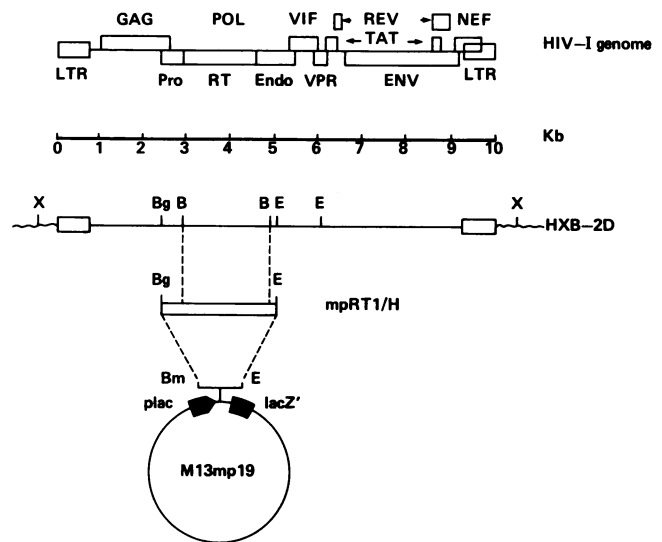 GAG POL VIF REV NEF
TAT
HIV-I genome
LTR Pro RT Endo VPR ENV LTR
Kb
0 1 2 3 4 5 6 7 8 9 10
X Bg B B E E X
HXB-2D
Bg E
mpRT1/H
Bm E
plac lacZ'
M13mp19